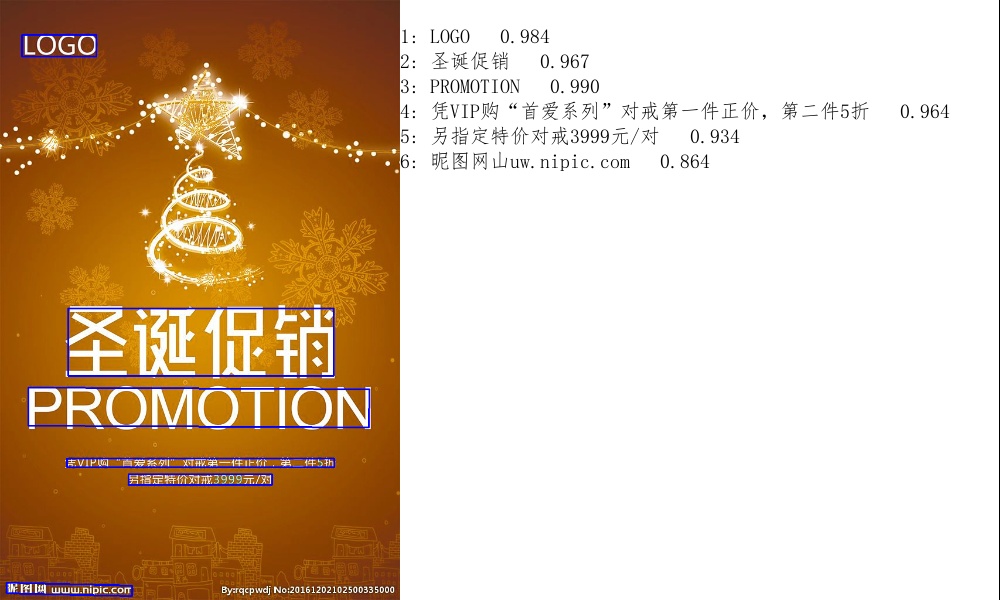 LOGO
圣诞促销
PROMOTION
凭VIP购“首爱系列”对戒第一件正价，第二件5折
另指定特价对戒3999元/对
昵图网 www.nipic.com
By:rqcpwdj No:20161202102500335000
1: LOGO 0.984
2: 圣诞促销 0.967
3: PROMOTION 0.990
4: 凭VIP购“首爱系列”对戒第一件正价，第二件5折 0.964
5: 另指定特价对戒3999元/对 0.934
6: 昵图网山uw.nipic.com 0.864